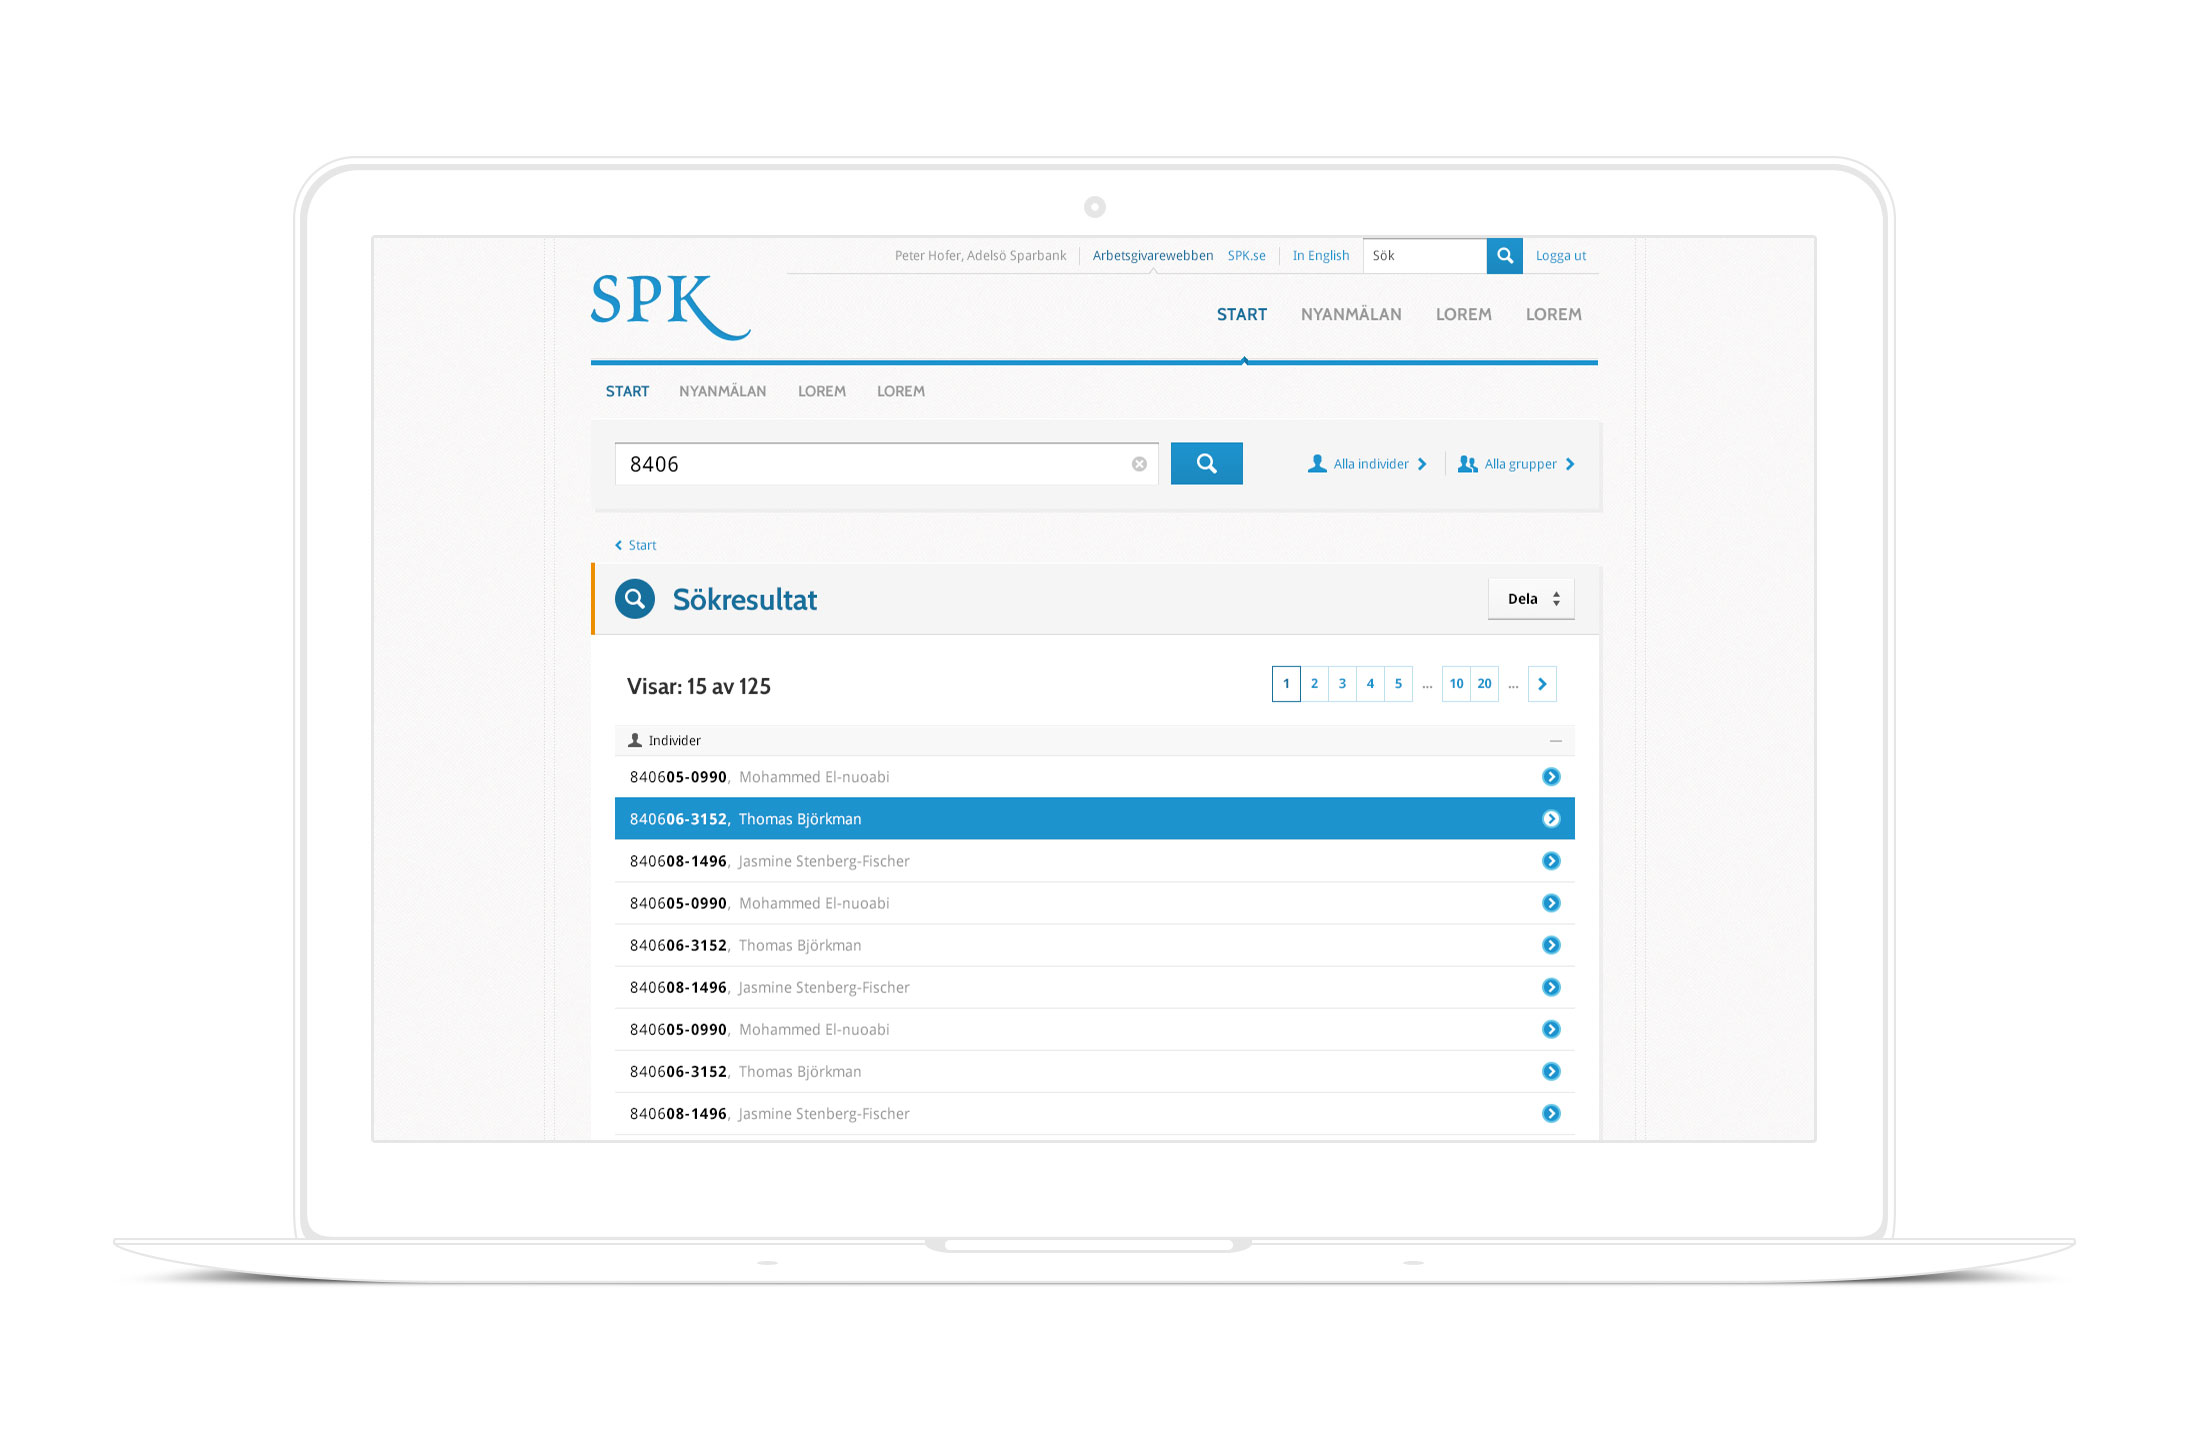 Peter Hofer, Adelsö Sparbank Arbetsgivarewebben SPK.se In English Sök Logga ut
SPK
START NYANMÄLAN LOREM LOREM
START NYANMÄLAN LOREM LOREM
8406 Alla individer Alla grupper
Start
Sökresultat Dela
Visar: 15 av 125 1 2 3 4 5 ... 10 20 ...
Individer
840605-0990, Mohammed El-nuoabi
840606-3152, Thomas Björkman
840608-1496, Jasmine Stenberg-Fischer
840605-0990, Mohammed El-nuoabi
840606-3152, Thomas Björkman
840608-1496, Jasmine Stenberg-Fischer
840605-0990, Mohammed El-nuoabi
840606-3152, Thomas Björkman
840608-1496, Jasmine Stenberg-Fischer